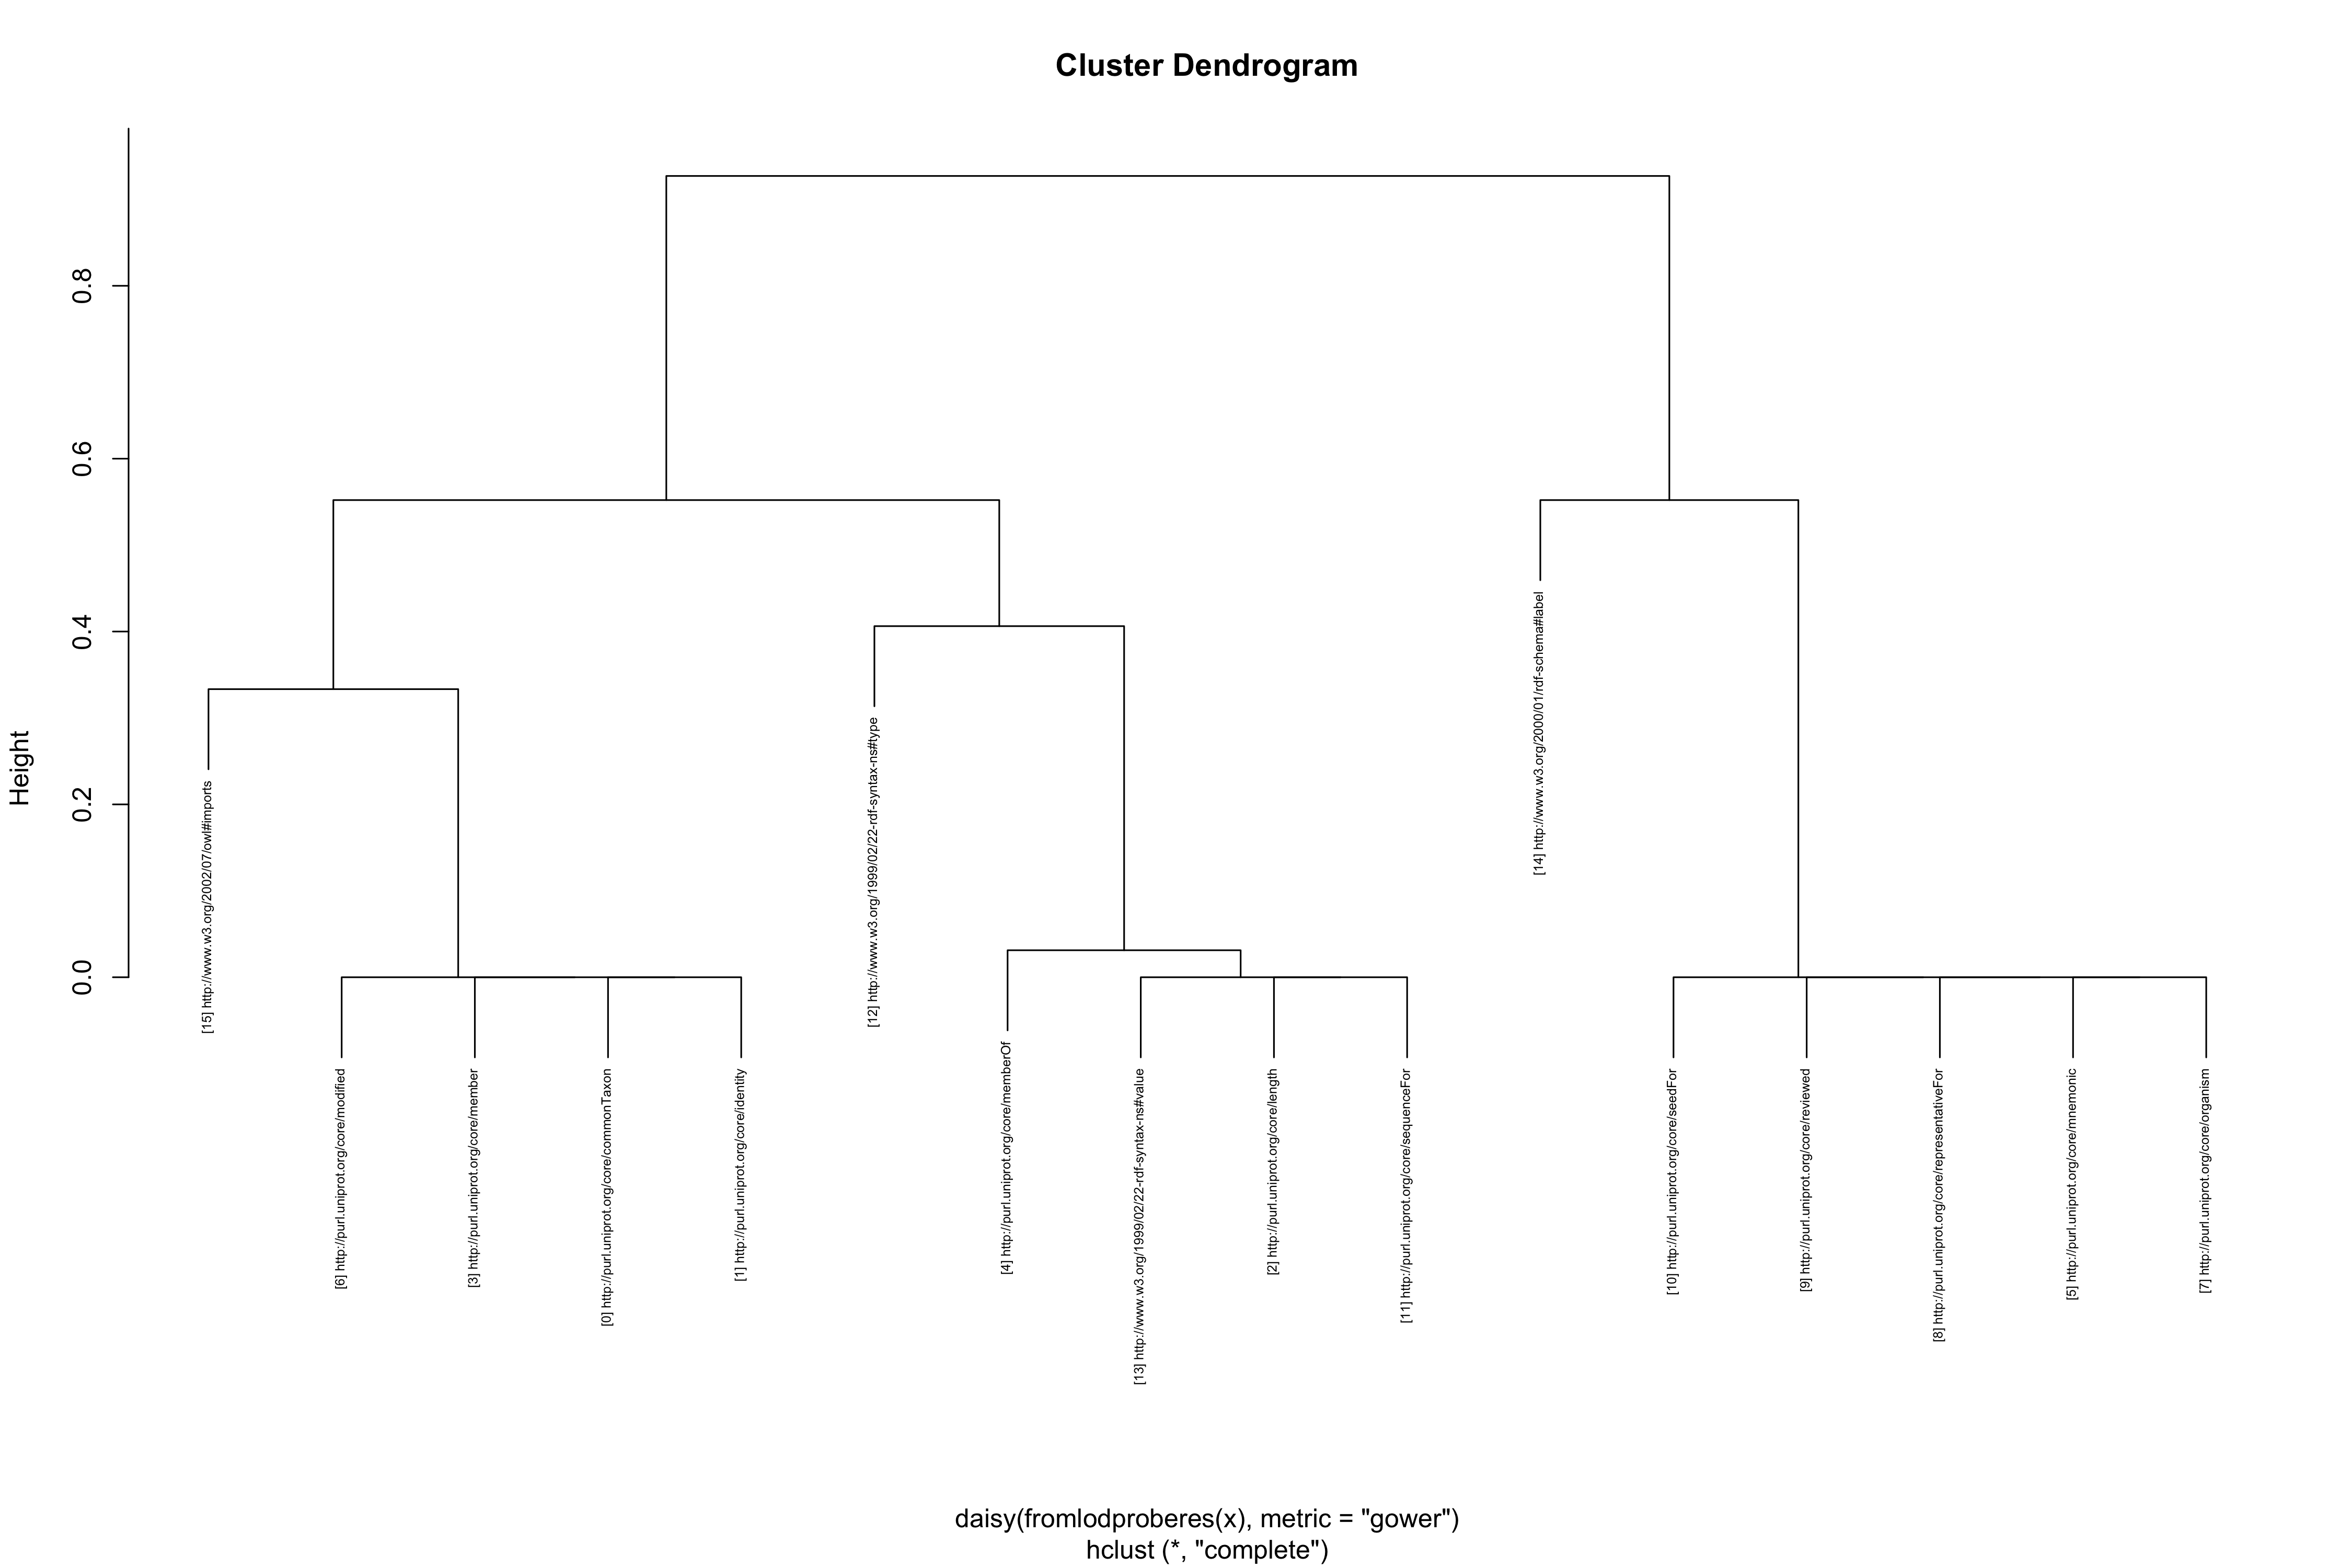 Cluster Dendrogram
Height
0.0
0.2
0.4
0.6
0.8
[15] http://www.w3.org/2002/07/owl#imports
[6] http://purl.uniprot.org/core/modified
[3] http://purl.uniprot.org/core/member
[0] http://purl.uniprot.org/core/commonTaxon
[1] http://purl.uniprot.org/core/identity
[12] http://www.w3.org/1999/02/22-rdf-syntax-ns#type
[4] http://purl.uniprot.org/core/memberOf
[13] http://www.w3.org/1999/02/22-rdf-syntax-ns#value
[2] http://purl.uniprot.org/core/length
[11] http://purl.uniprot.org/core/sequenceFor
[14] http://www.w3.org/2000/01/rdf-schema#label
[10] http://purl.uniprot.org/core/seedFor
[9] http://purl.uniprot.org/core/reviewed
[8] http://purl.uniprot.org/core/representativeFor
[5] http://purl.uniprot.org/core/mnemonic
[7] http://purl.uniprot.org/core/organism
daisy(fromlodproberes(x), metric = "gower")
hclust (*, "complete")